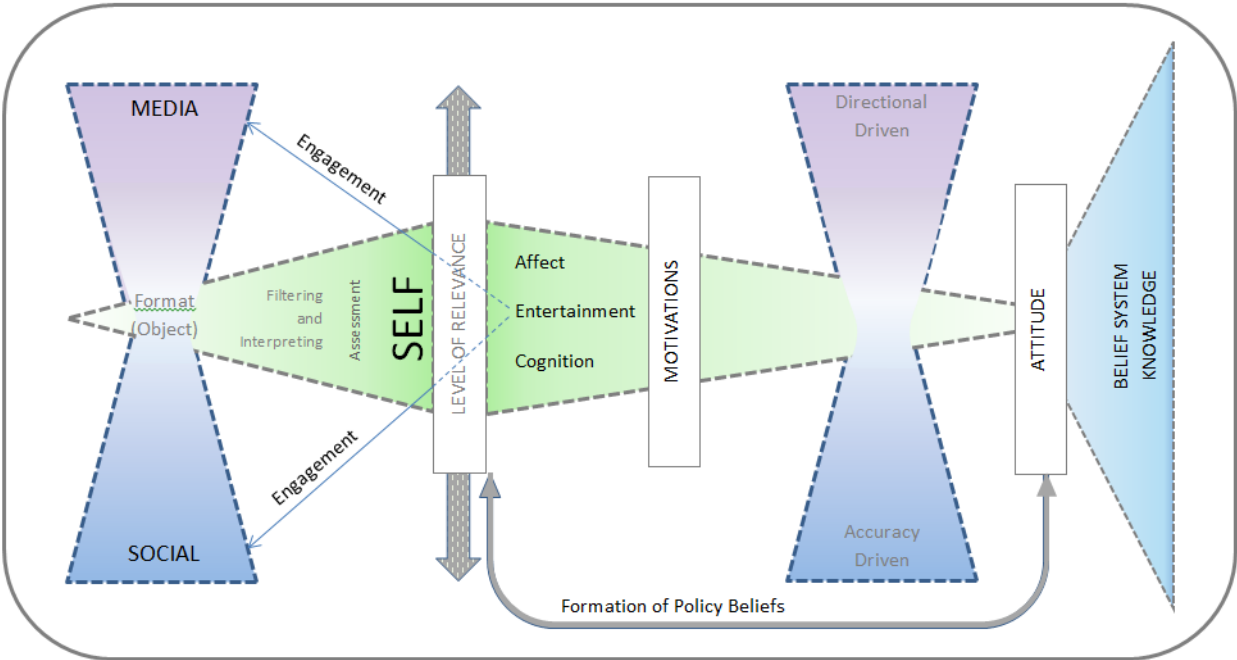 MEDIA
Engagement
Format
(Object)
Filtering
and
Interpreting
Assessment
SELF
LEVEL OF RELEVANCE
Affect
Entertainment
Cognition
MOTIVATIONS
Directional
Driven
ATTITUDE
BELIEF SYSTEM
KNOWLEDGE
Engagement
SOCIAL
Accuracy
Driven
Formation of Policy Beliefs